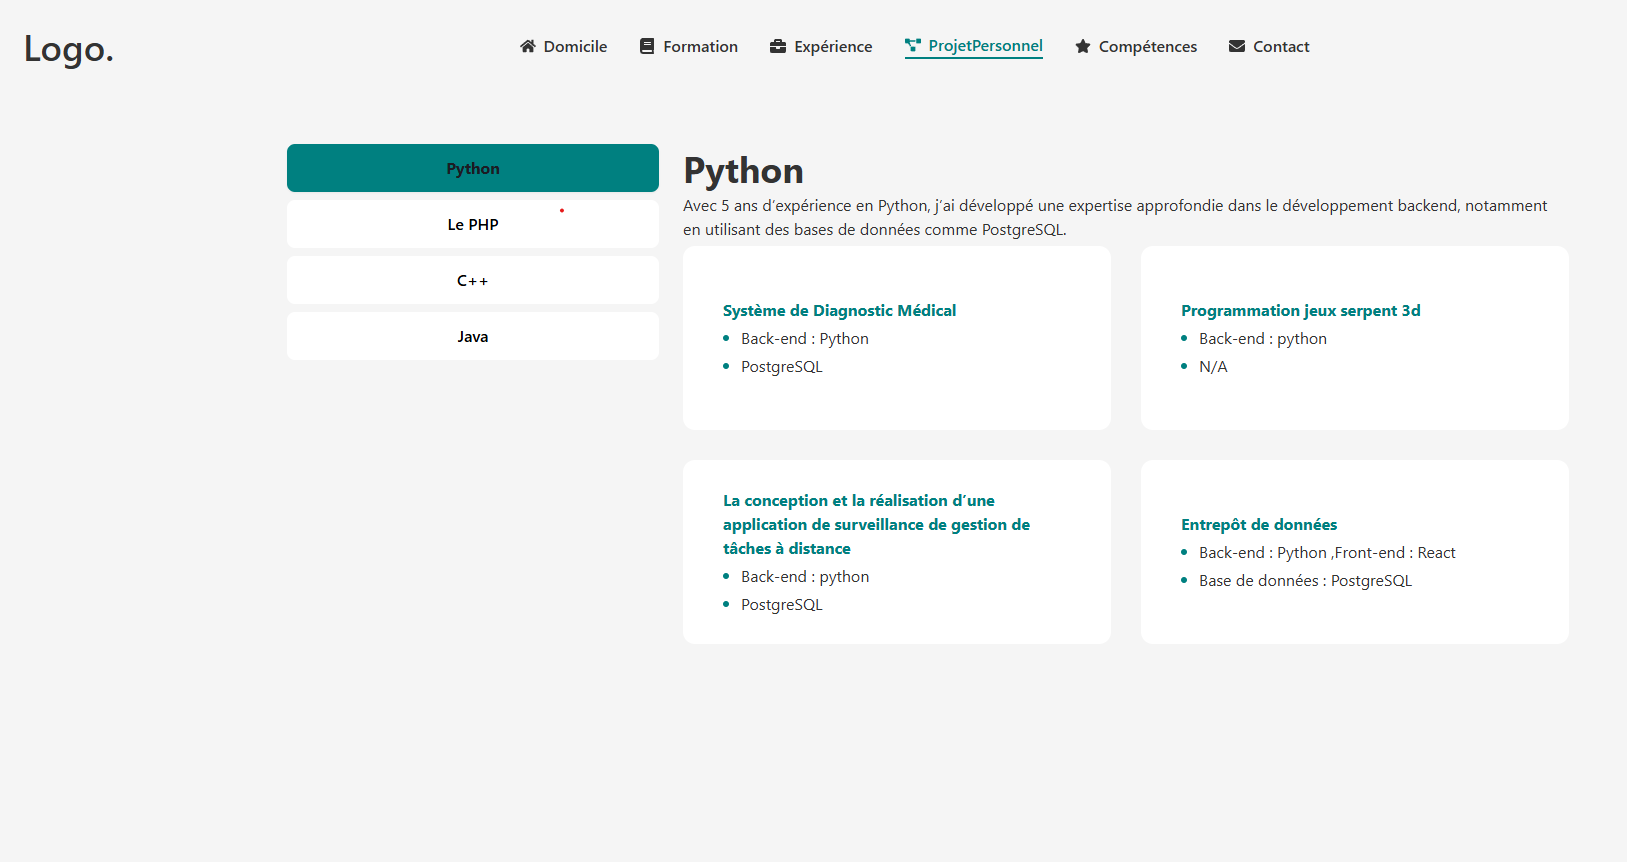 Logo.
Domicile
Formation
Expérience
ProjetPersonnel
Compétences
Contact
Python
Le PHP
C++
Java
Python
Avec 5 ans d’expérience en Python, j’ai développé une expertise approfondie dans le développement backend, notamment
en utilisant des bases de données comme PostgreSQL.
Système de Diagnostic Médical
Back-end : Python
PostgreSQL
Programmation jeux serpent 3d
Back-end : python
N/A
La conception et la réalisation d’une
application de surveillance de gestion de
tâches à distance
Back-end : python
PostgreSQL
Entrepôt de données
Back-end : Python ,Front-end : React
Base de données : PostgreSQL